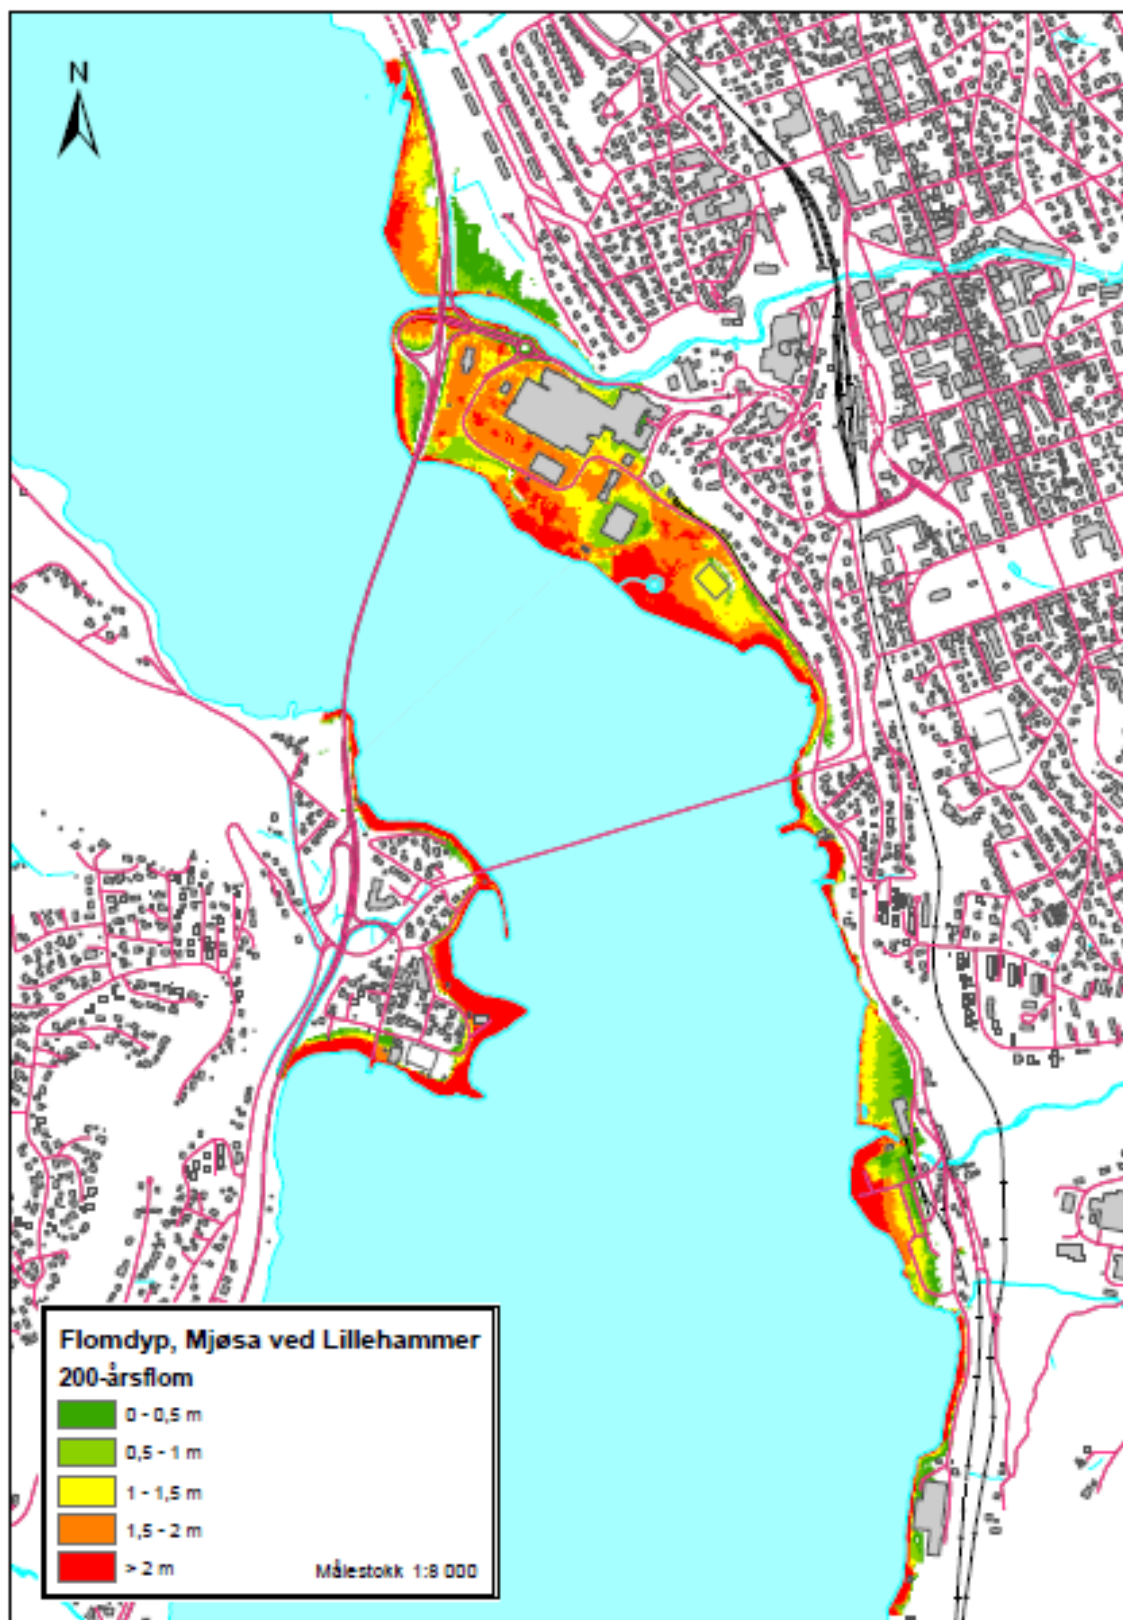 N
Flomdyp, Mjøsa ved Lillehammer
200-årsflom
0 - 0,5 m
0,5 - 1 m
1 - 1,5 m
1,5 - 2 m
> 2 m
Målestokk 1:8 000